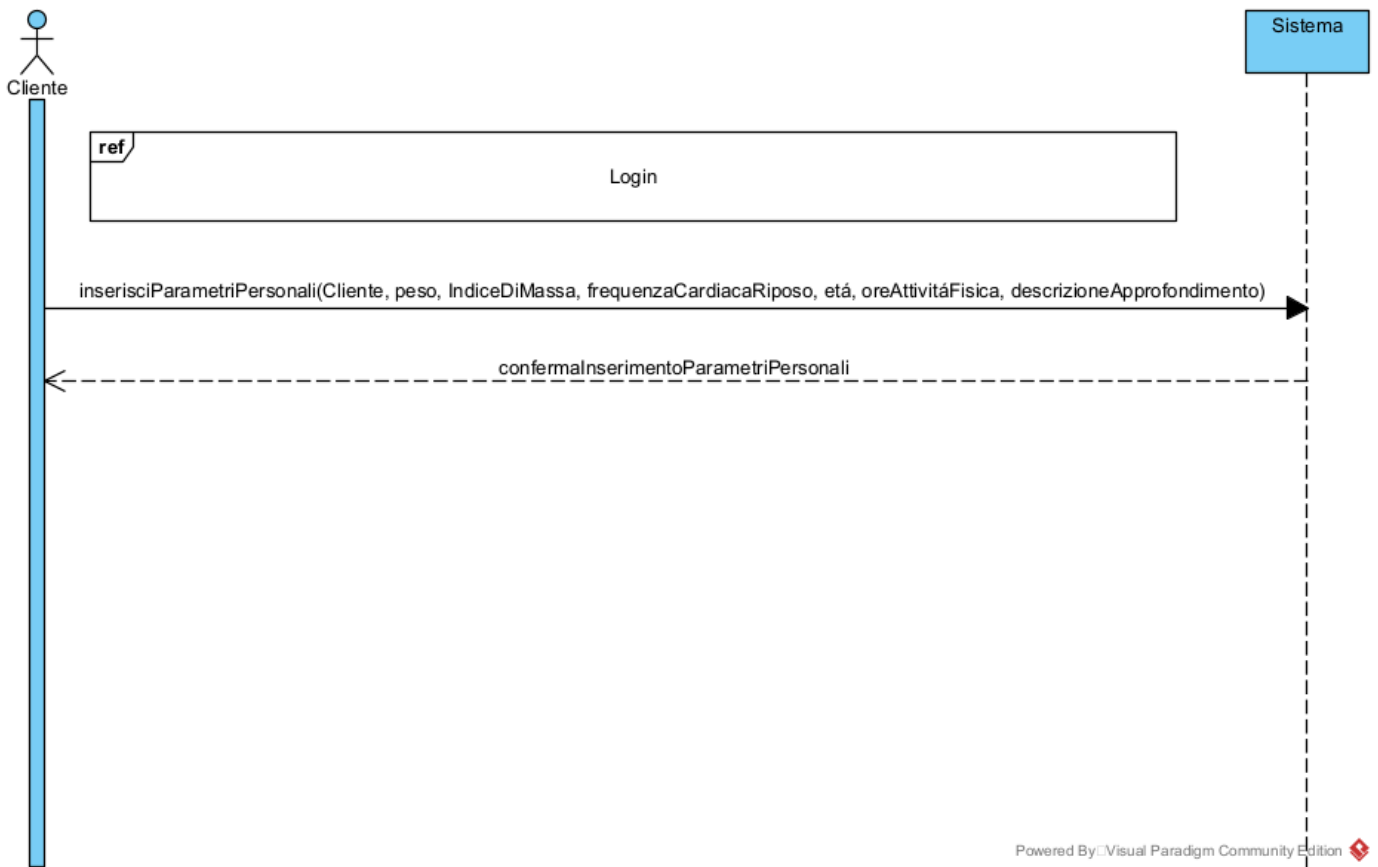 Cliente
Sistema
ref
Login
inserisciParametriPersonali(Cliente, peso, IndiceDiMassa, frequenzaCardiacaRiposo, etá, oreAttivitáFisica, descrizioneApprofondimento)
confermaInserimentoParametriPersonali
Powered By□Visual Paradigm Community Edition